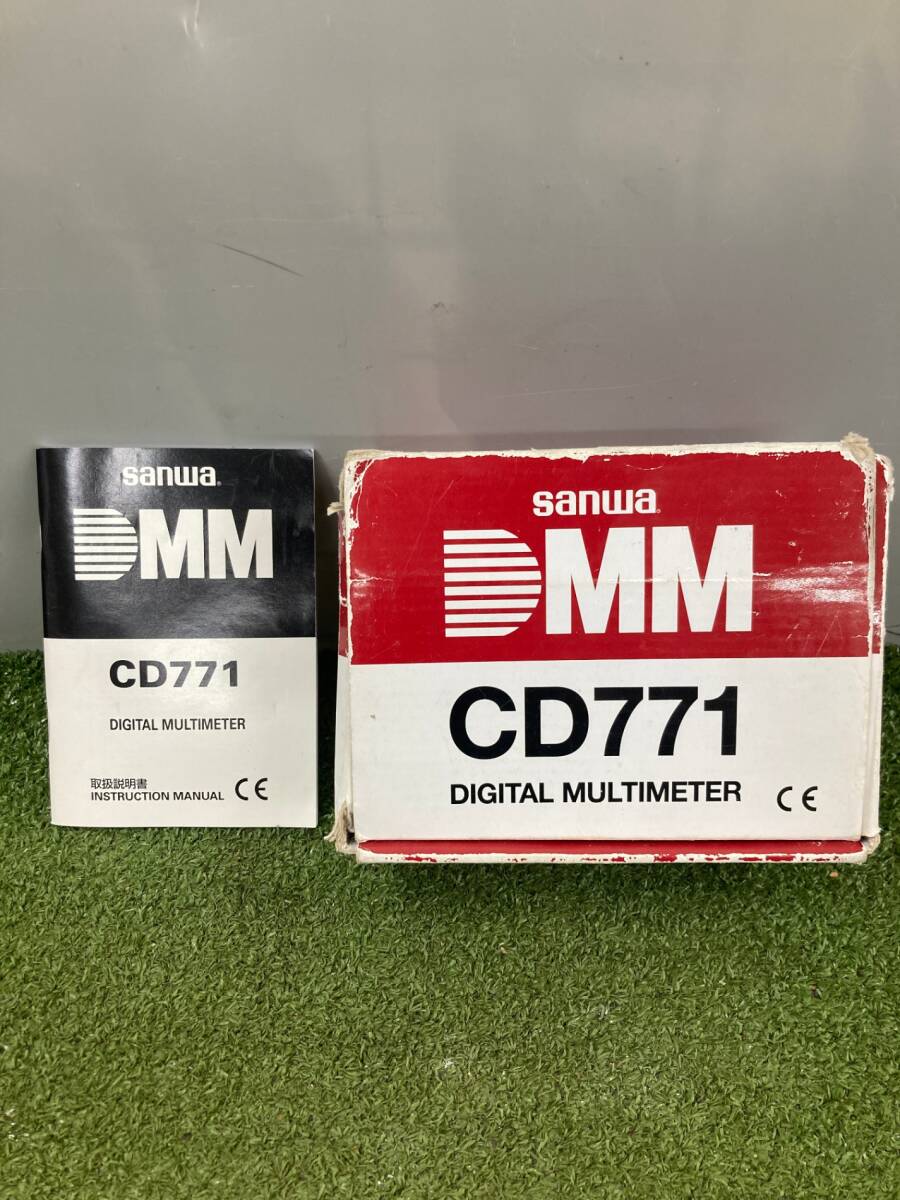 sanwa®
DMM
CD771
DIGITAL MULTIMETER
取扱説明書
INSTRUCTION MANUAL CE
sanwa®
DMM
CD771
DIGITAL MULTIMETER CE